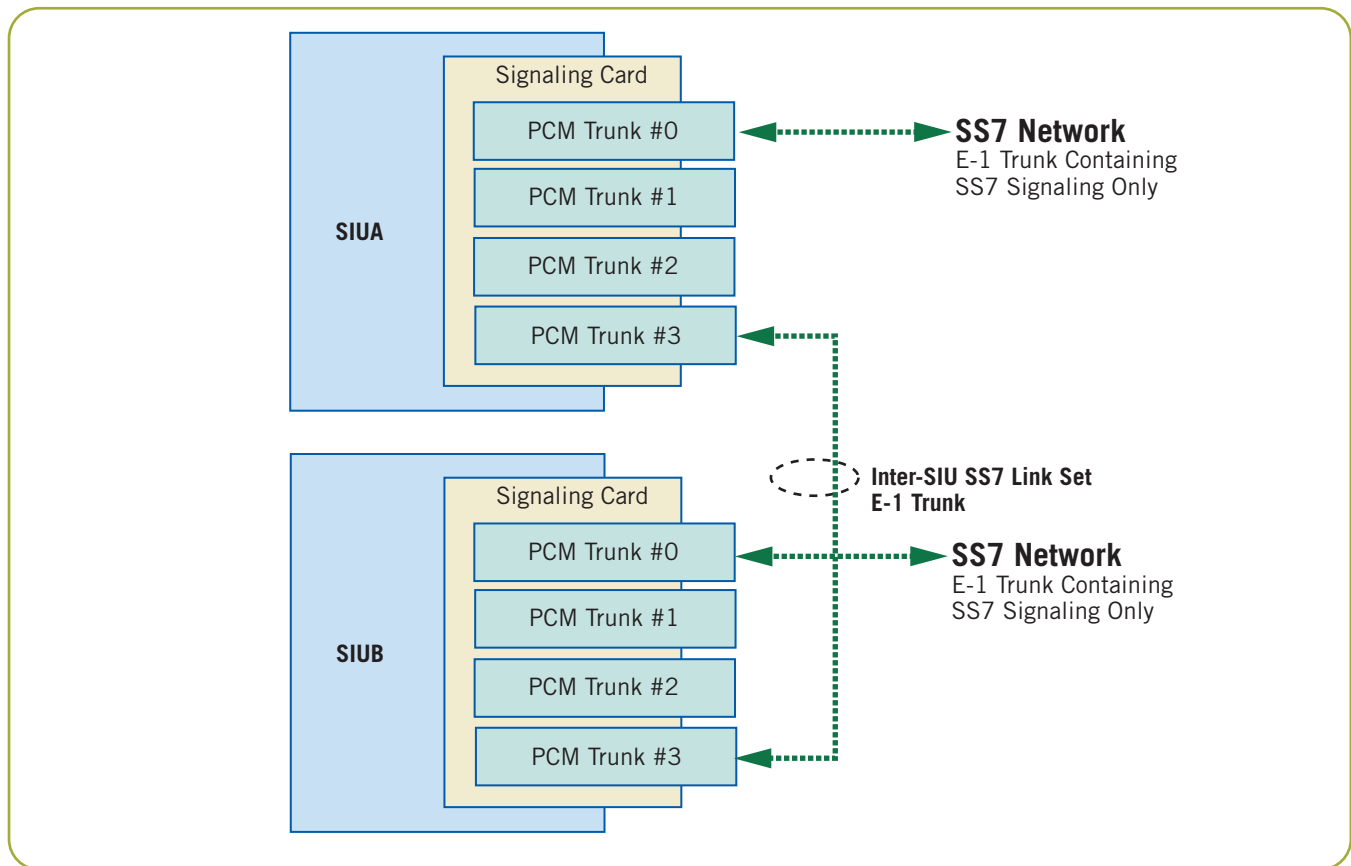 Signaling Card
PCM Trunk #0
PCM Trunk #1
PCM Trunk #2
PCM Trunk #3
SIUA
SS7 Network
E-1 Trunk Containing
SS7 Signaling Only
Inter-SIU SS7 Link Set
E-1 Trunk
Signaling Card
PCM Trunk #0
PCM Trunk #1
PCM Trunk #2
PCM Trunk #3
SIUB
SS7 Network
E-1 Trunk Containing
SS7 Signaling Only